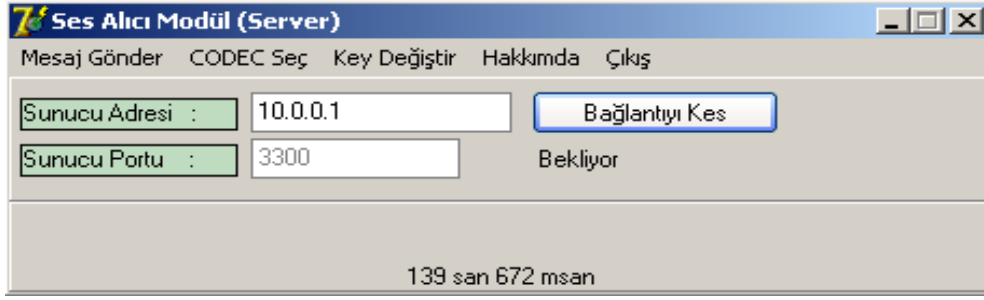 Ses Alıcı Modül (Server)
Mesaj Gönder CODEC Seç Key Değiştir Hakkımda Çıkış
Sunucu Adresi : 10.0.0.1 Bağlantıyı Kes
Sunucu Portu : 3300 Bekliyor
139 san 672 msan